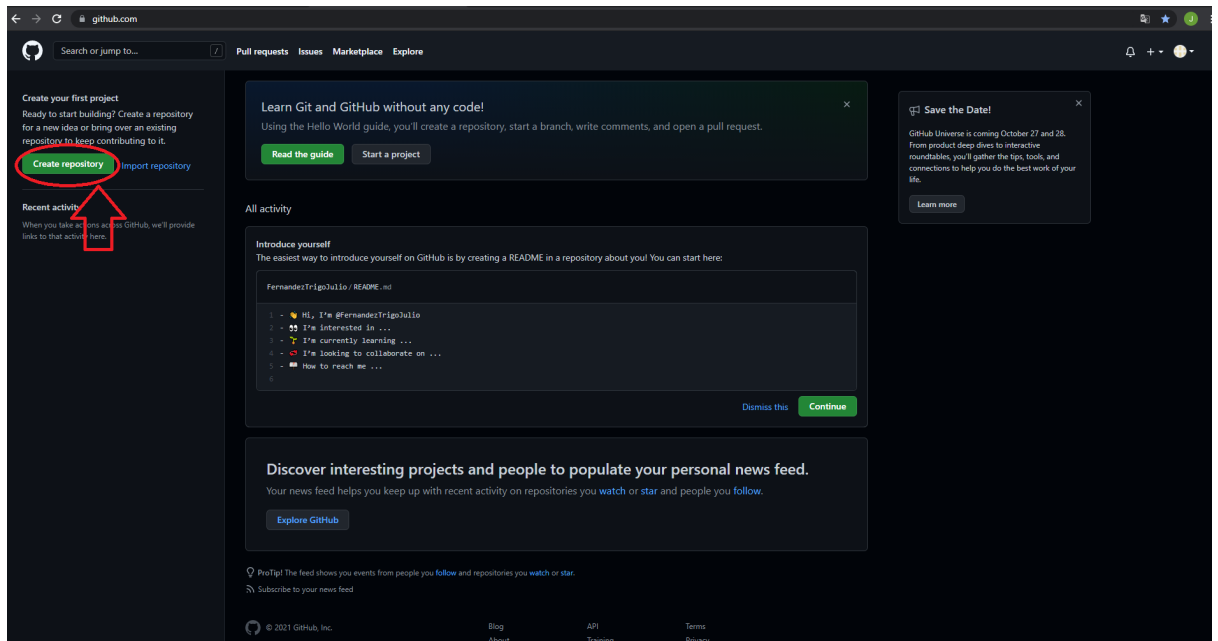 github.com
J
Search or jump to...
/
Pull requests Issues Marketplace Explore
Create your first project
Ready to start building? Create a repository
for a new idea or bring over an existing
repository to keep contributing to it.
Create repository Import repository
Recent activity
When you take actions across GitHub, we'll provide
links to that activity here.
Learn Git and GitHub without any code!
Using the Hello World guide, you'll create a repository, start a branch, write comments, and open a pull request.
Read the guide Start a project
All activity
Introduce yourself
The easiest way to introduce yourself on GitHub is by creating a README in a repository about you! You can start here:
FernandezTrigoJulio / README.md
1 - 👋 Hi, I'm @FernandezTrigoJulio
2 - 👀 I'm interested in ...
3 - 🌱 I'm currently learning ...
4 - 💞️ I'm looking to collaborate on ...
5 - 📫 How to reach me ...
6
Dismiss this Continue
Discover interesting projects and people to populate your personal news feed.
Your news feed helps you keep up with recent activity on repositories you watch or star and people you follow.
Explore GitHub
ProTip! The feed shows you events from people you follow and repositories you watch or star.
Subscribe to your news feed
© 2021 GitHub, Inc.
Blog API Terms
About Training Privacy
Save the Date!
GitHub Universe is coming October 27 and 28.
From product deep dives to interactive
roundtables, you'll gather the tips, tools, and
connections to help you do the best work of your
life.
Learn more